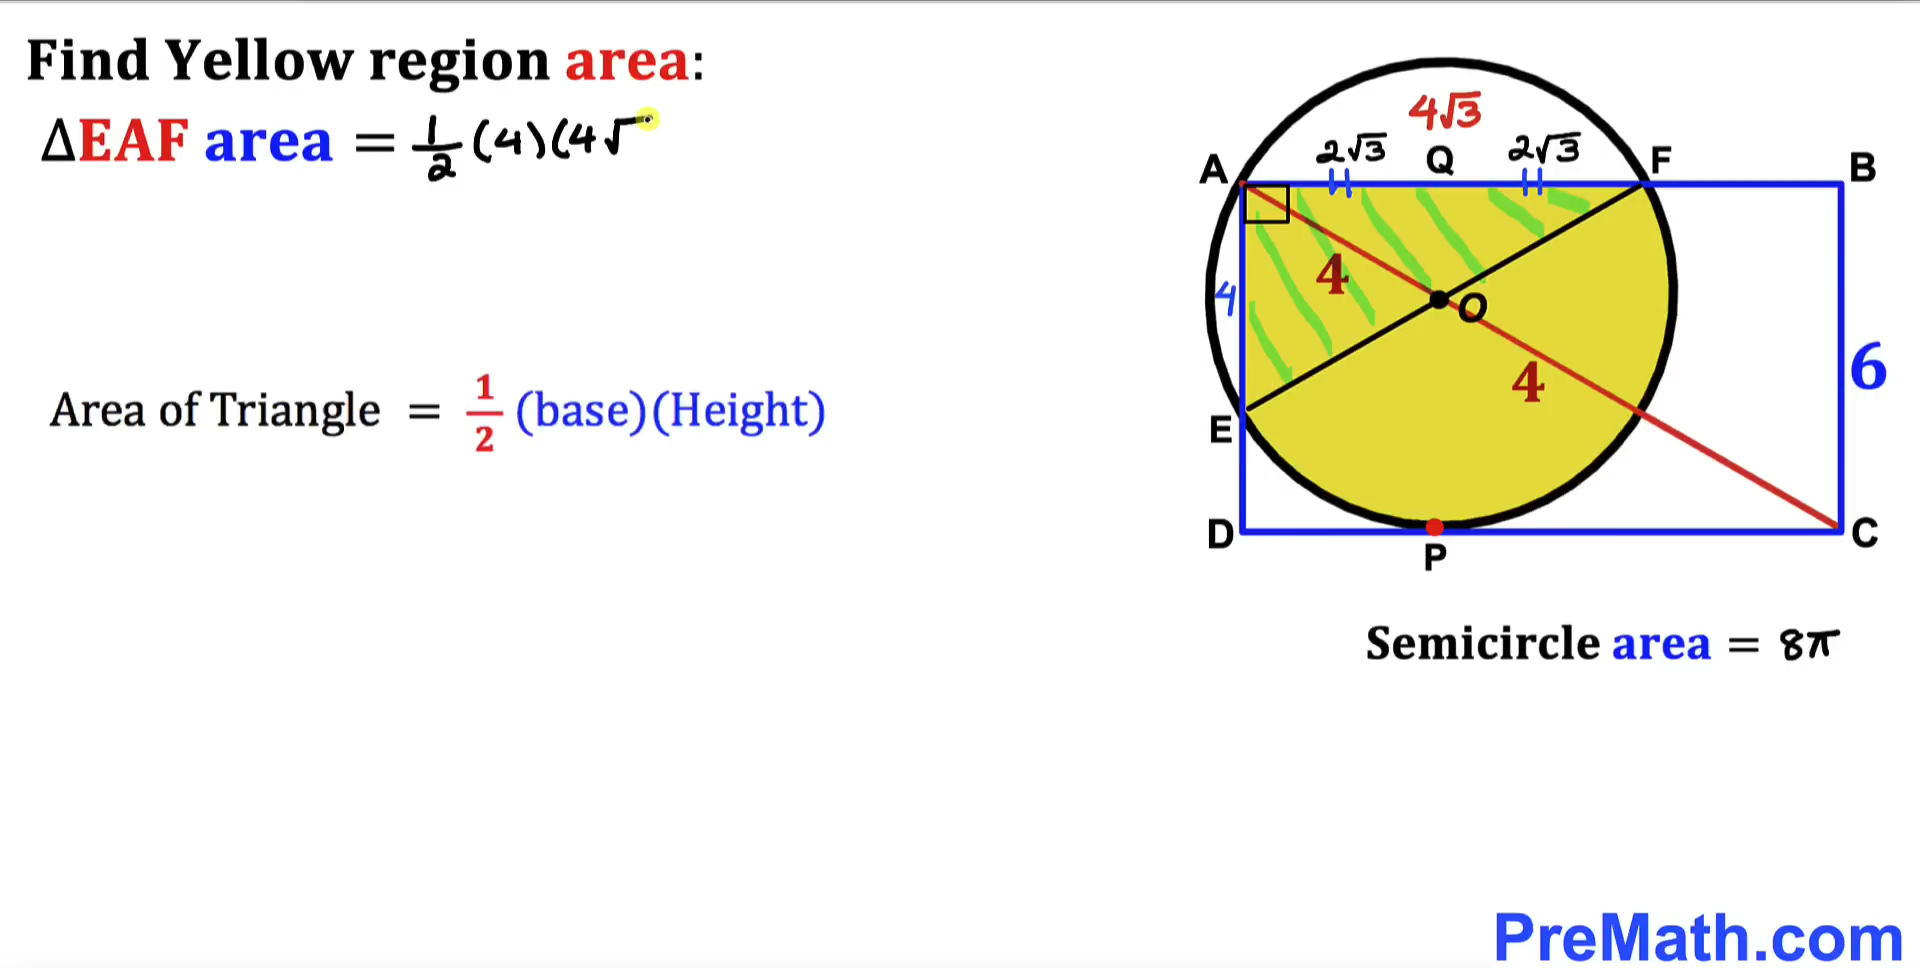 Find Yellow region area:
ΔEAF area = 1/2 (4)(4√
Area of Triangle = 1/2 (base)(Height)
4√3
2√3 Q 2√3
A F B
4
4 O
4 6
E
D P C
Semicircle area = 8π
PreMath.com